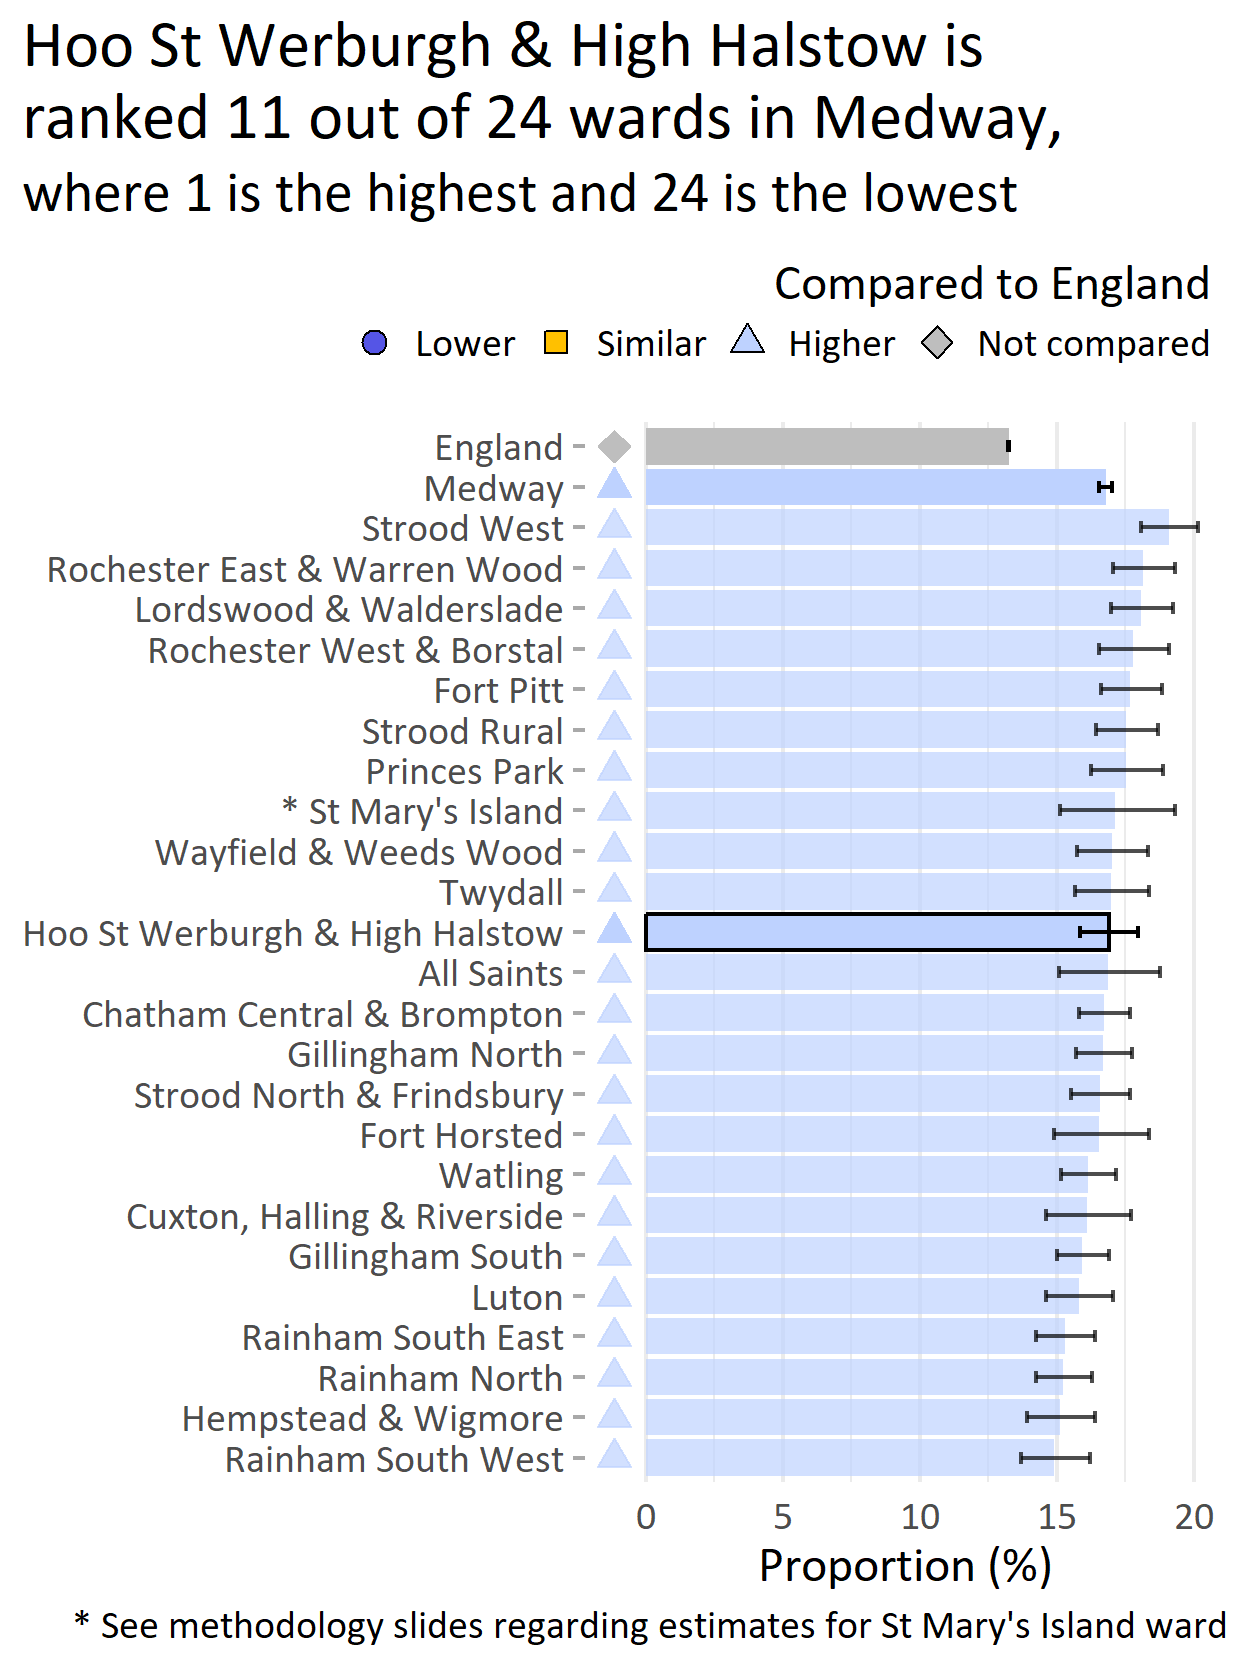 Hoo St Werburgh & High Halstow is
ranked 11 out of 24 wards in Medway,
where 1 is the highest and 24 is the lowest
Compared to England
Lower Similar Higher Not compared
England
Medway
Strood West
Rochester East & Warren Wood
Lordswood & Walderslade
Rochester West & Borstal
Fort Pitt
Strood Rural
Princes Park
* St Mary's Island
Wayfield & Weeds Wood
Twydall
Hoo St Werburgh & High Halstow
All Saints
Chatham Central & Brompton
Gillingham North
Strood North & Frindsbury
Fort Horsted
Watling
Cuxton, Halling & Riverside
Gillingham South
Luton
Rainham South East
Rainham North
Hempstead & Wigmore
Rainham South West
0 5 10 15 20
Proportion (%)
* See methodology slides regarding estimates for St Mary's Island ward